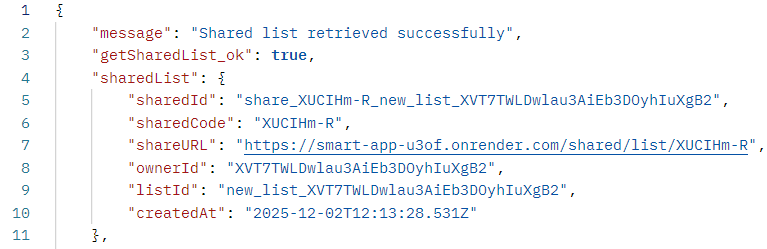 1 {
2 "message": "Shared list retrieved successfully",
3 "getSharedList_ok": true,
4 "sharedList": {
5 "sharedId": "share_XUCIHm-R_new_list_XVT7TWLDwlau3AiEb3DOyhIuXgB2",
6 "sharedCode": "XUCIHm-R",
7 "shareURL": "https://smart-app-u3of.onrender.com/shared/list/XUCIHm-R",
8 "ownerId": "XVT7TWLDwlau3AiEb3DOyhIuXgB2",
9 "listId": "new_list_XVT7TWLDwlau3AiEb3DOyhIuXgB2",
10 "createdAt": "2025-12-02T12:13:28.531Z"
11 },